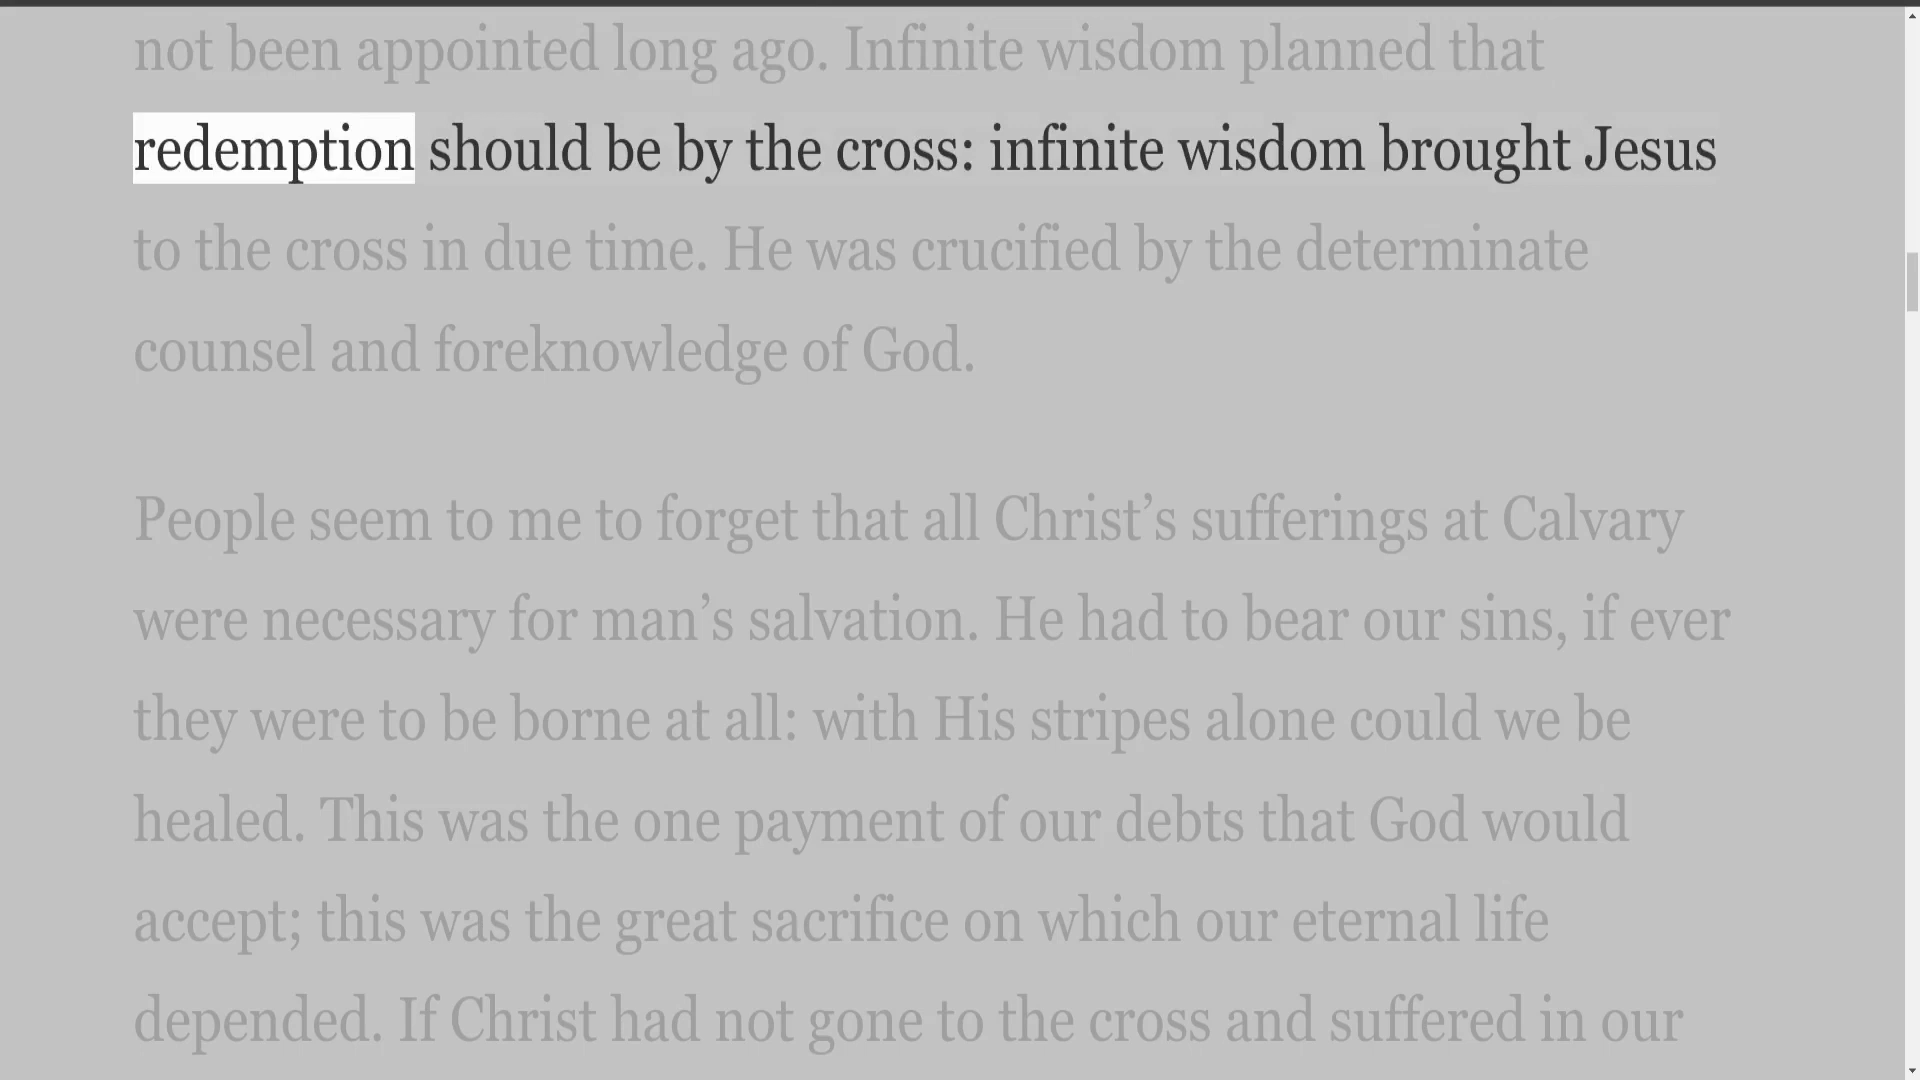 not been appointed long ago. Infinite wisdom planned that
redemption should be by the cross: infinite wisdom brought Jesus
to the cross in due time. He was crucified by the determinate
counsel and foreknowledge of God.
People seem to me to forget that all Christ’s sufferings at Calvary
were necessary for man’s salvation. He had to bear our sins, if ever
they were to be borne at all: with His stripes alone could we be
healed. This was the one payment of our debts that God would
accept; this was the great sacrifice on which our eternal life
depended. If Christ had not gone to the cross and suffered in our